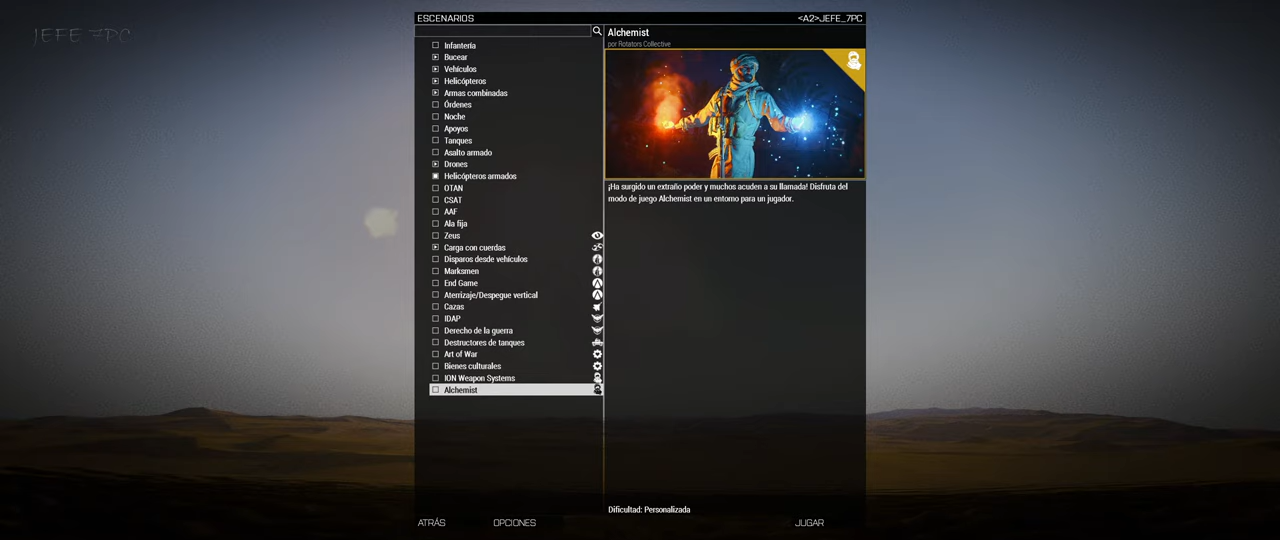 JEFE 7PC
ESCENARIOS
<A2>JEFE_7PC
Infantería
Bucear
Vehículos
Helicópteros
Armas combinadas
Órdenes
Noche
Apoyos
Tanques
Asalto armado
Drones
Helicópteros armados
OTAN
CSAT
AAF
Ala fija
Zeus
Carga con cuerdas
Disparos desde vehículos
Marksmen
End Game
Aterrizaje/Despegue vertical
Cazas
IDAP
Derecho de la guerra
Destructores de tanques
Art of War
Bienes culturales
ION Weapon Systems
Alchemist
Alchemist
por Rotators Collective
¡Ha surgido un extraño poder y muchos acuden a su llamada! Disfruta del
modo de juego Alchemist en un entorno para un jugador.
Dificultad: Personalizada
ATRÁS
OPCIONES
JUGAR